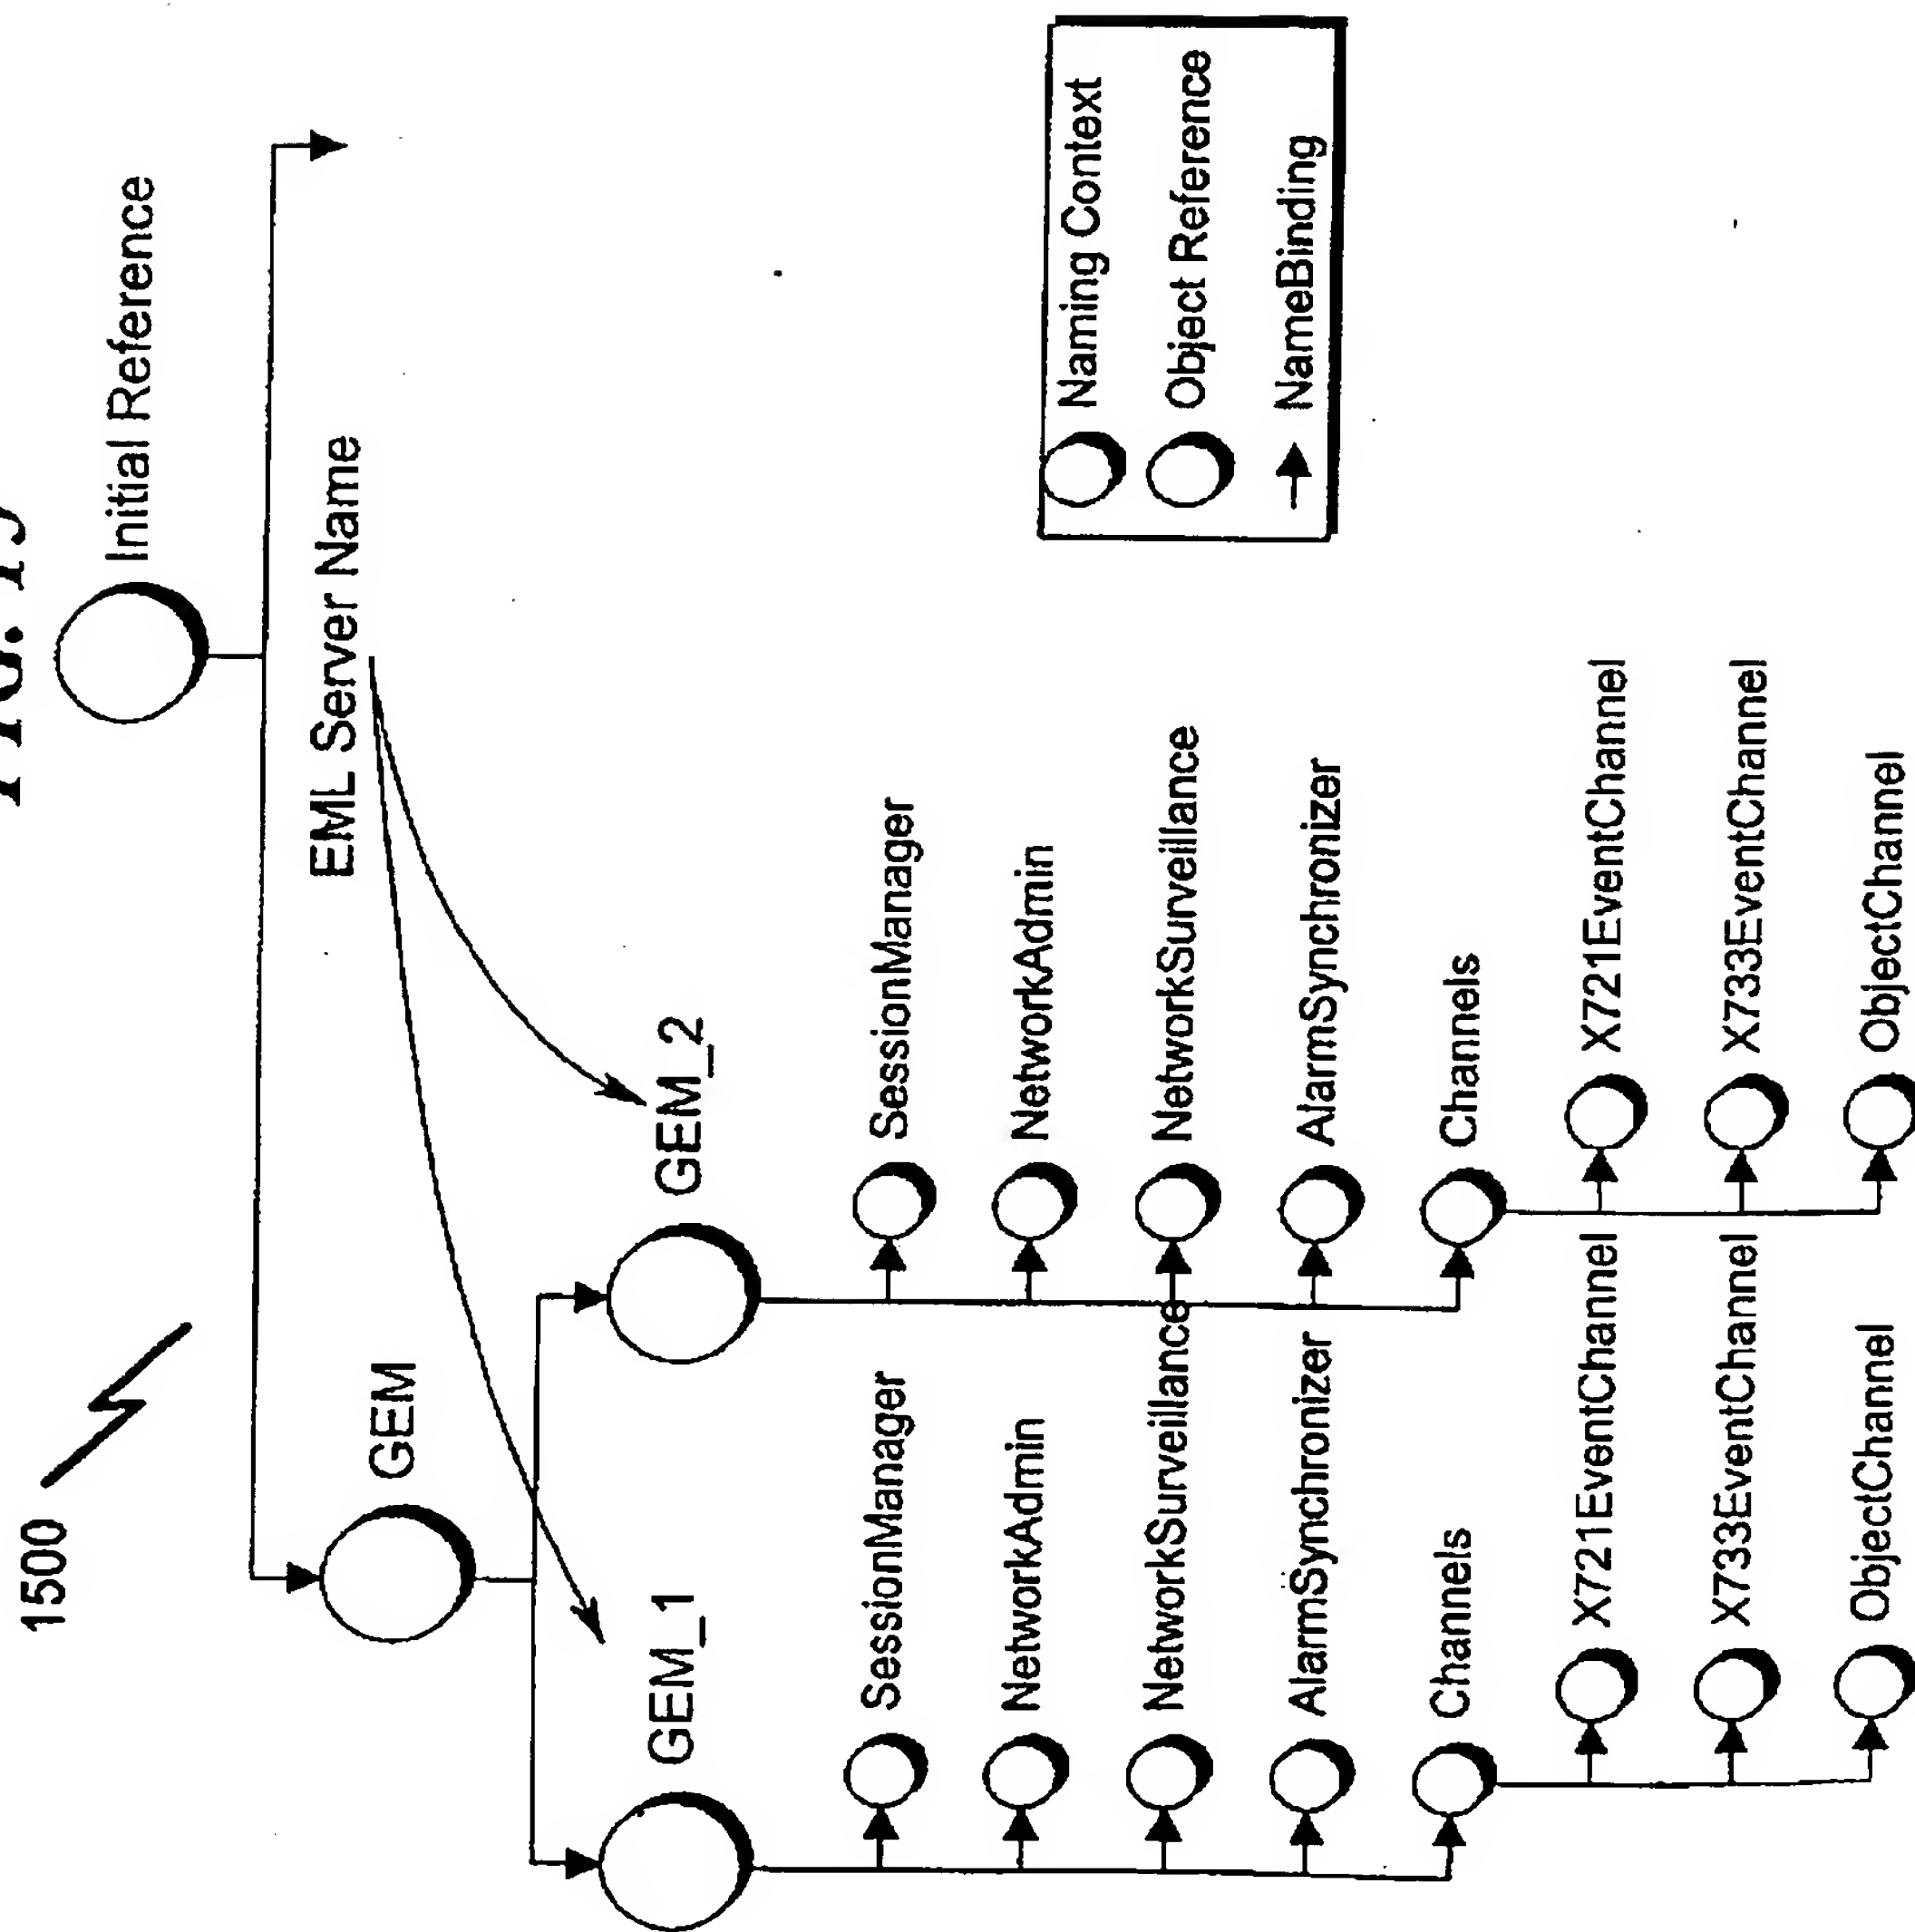 1500
Initial Reference
EML Server Name
GEM
GEM_1
GEM_2
SessionManager
NetworkAdmin
NetworkSurveillance
AlarmSynchronizer
Channels
X721EventChannel
X733EventChannel
ObjectChannel
SessionManager
NetworkAdmin
NetworkSurveillance
AlarmSynchronizer
Channels
X721EventChannel
X733EventChannel
ObjectChannel
Naming Context
Object Reference
NameBinding